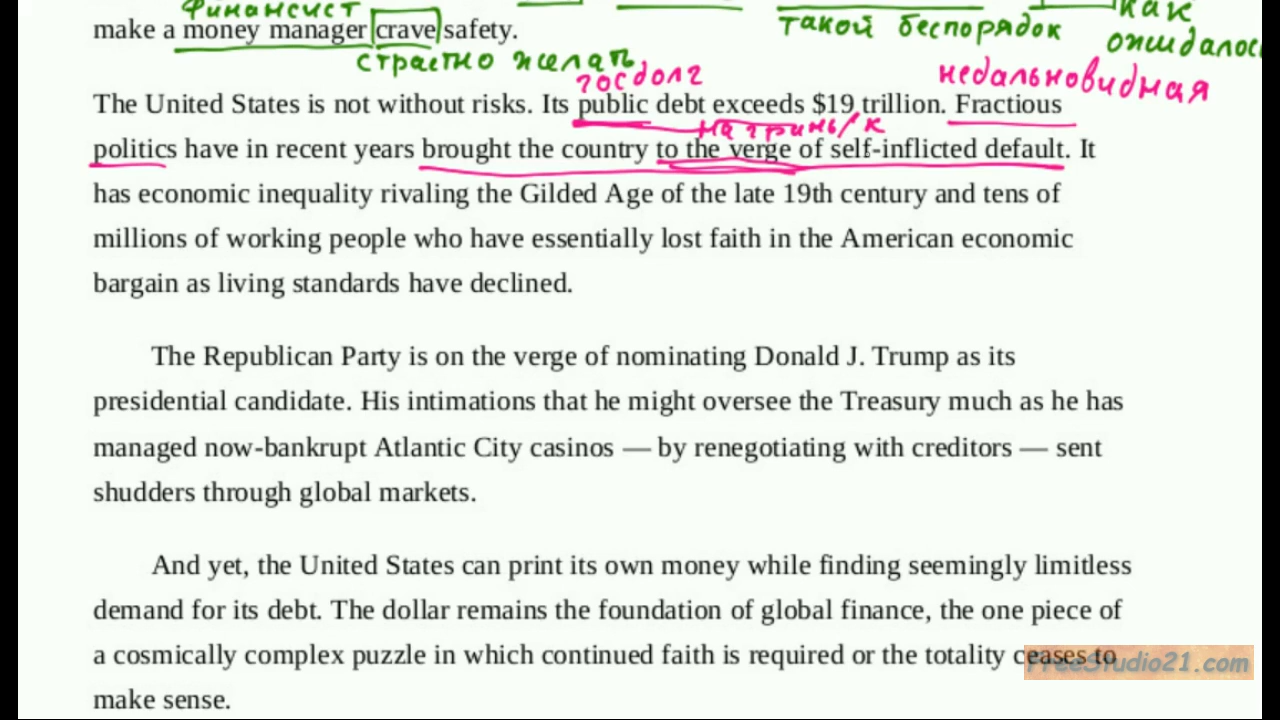 финансист
как
make a money manager crave safety.
такой беспорядок
ожидалос
страстно желать
госдолг
недальновидная
The United States is not without risks. Its public debt exceeds $19 trillion. Fractious
на грань/к
politics have in recent years brought the country to the verge of self-inflicted default. It
has economic inequality rivaling the Gilded Age of the late 19th century and tens of
millions of working people who have essentially lost faith in the American economic
bargain as living standards have declined.
The Republican Party is on the verge of nominating Donald J. Trump as its
presidential candidate. His intimations that he might oversee the Treasury much as he has
managed now-bankrupt Atlantic City casinos — by renegotiating with creditors — sent
shudders through global markets.
And yet, the United States can print its own money while finding seemingly limitless
demand for its debt. The dollar remains the foundation of global finance, the one piece of
a cosmically complex puzzle in which continued faith is required or the totality ceases to
FreeStudio21.com
make sense.